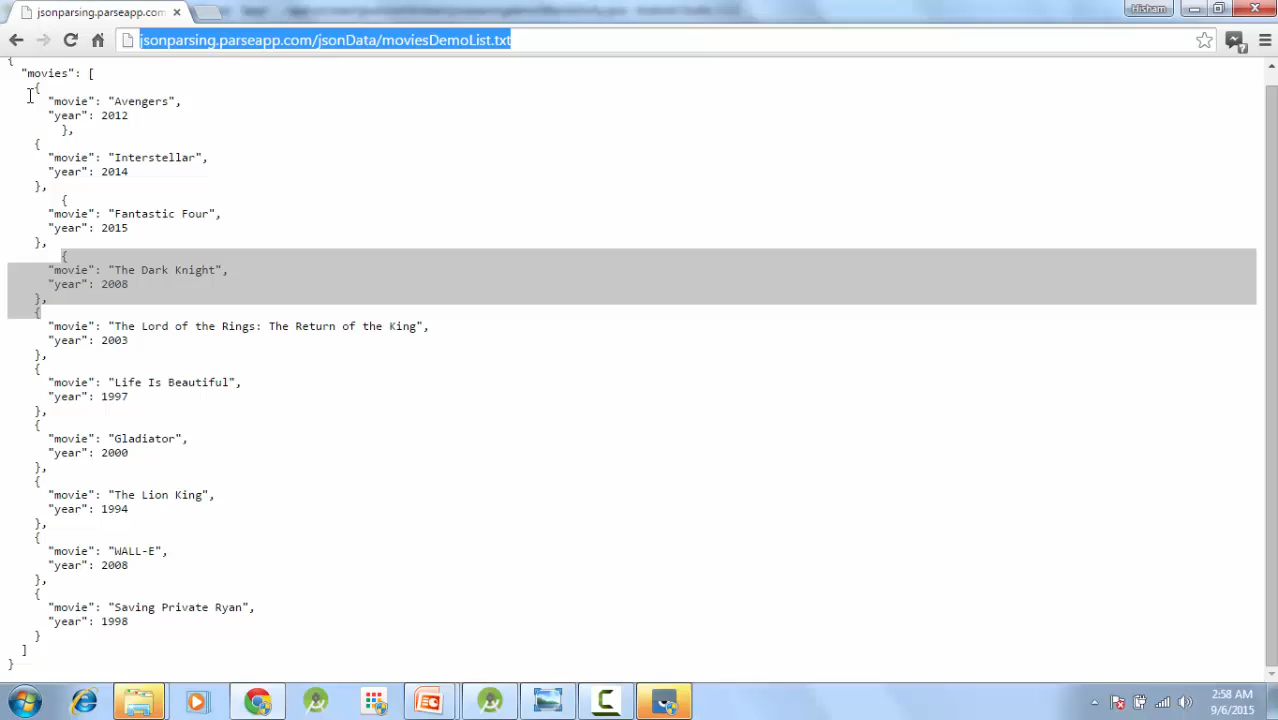 jsonparsing.parseapp.com/
Hisham
jsonparsing.parseapp.com/jsonData/moviesDemoList.txt
{
"movies": [
{
"movie": "Avengers",
"year": 2012
},
{
"movie": "Interstellar",
"year": 2014
},
{
"movie": "Fantastic Four",
"year": 2015
},
{
"movie": "The Dark Knight",
"year": 2008
},
{
"movie": "The Lord of the Rings: The Return of the King",
"year": 2003
},
{
"movie": "Life Is Beautiful",
"year": 1997
},
{
"movie": "Gladiator",
"year": 2000
},
{
"movie": "The Lion King",
"year": 1994
},
{
"movie": "WALL-E",
"year": 2008
},
{
"movie": "Saving Private Ryan",
"year": 1998
}
]
}
2:58 AM
9/6/2015